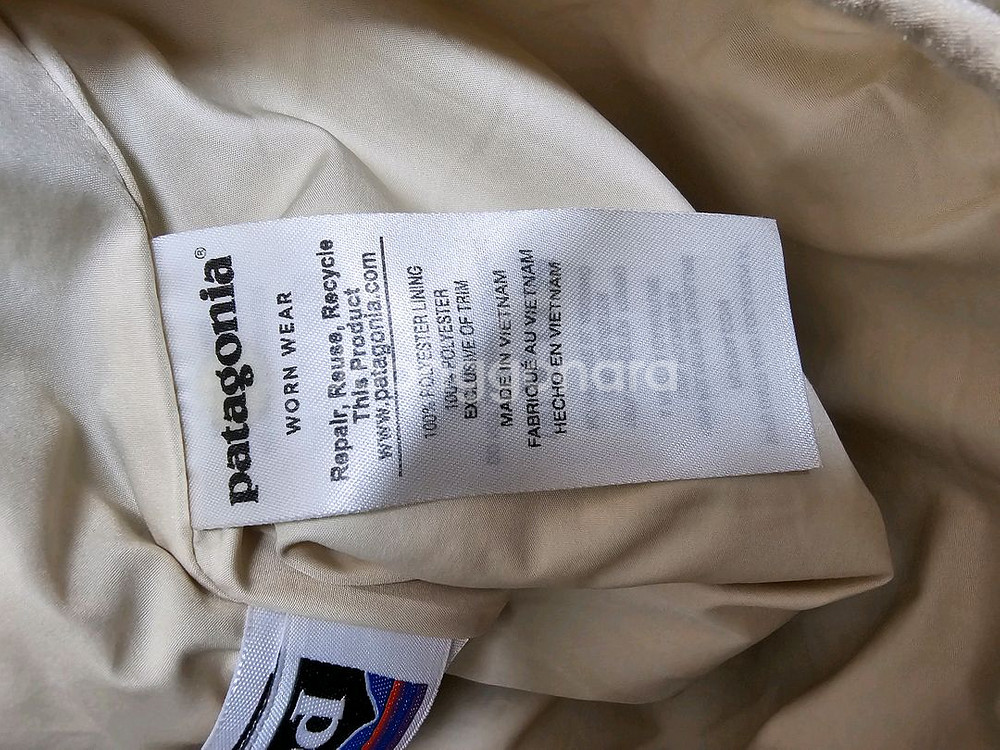 patagonia®
WORN WEAR
Repair, Reuse, Recycle
This Product
www.patagonia.com
100% POLYESTER LINING
100% POLYESTER
EXCLUSIVE OF TRIM
MADE IN VIETNAM
FABRIQUÉ AU VIETNAM
HECHO EN VIETNAM
p